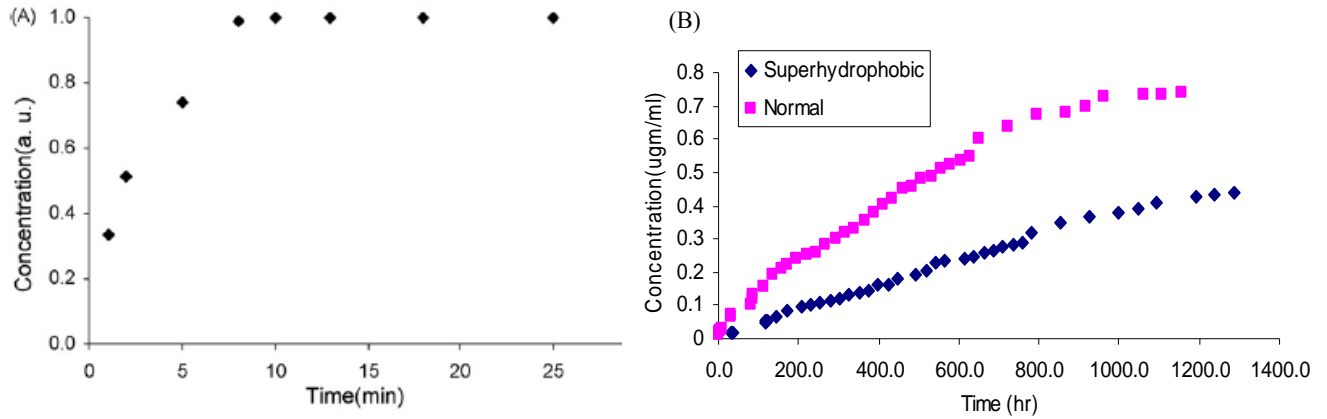 (A)
1.0
0.8
0.6
0.4
0.2
0.0
Concentration(a. u.)
0 5 10 15 20 25
Time(min)
(B)
Superhydrophobic
Normal
0.8
0.7
0.6
0.5
0.4
0.3
0.2
0.1
0
Concentration(ugm/ml)
0.0 200.0 400.0 600.0 800.0 1000.0 1200.0 1400.0
Time (hr)